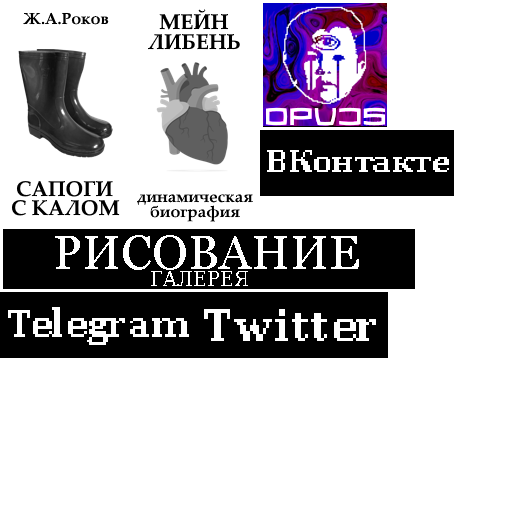 Ж.А.Роков
САПОГИ
С КАЛОМ
МЕЙН
ЛИБЕНЬ
динамическая
биография
OPUS
ВКонтакте
РИСОВАНИЕ
ГАЛЕРЕЯ
Telegram Twitter